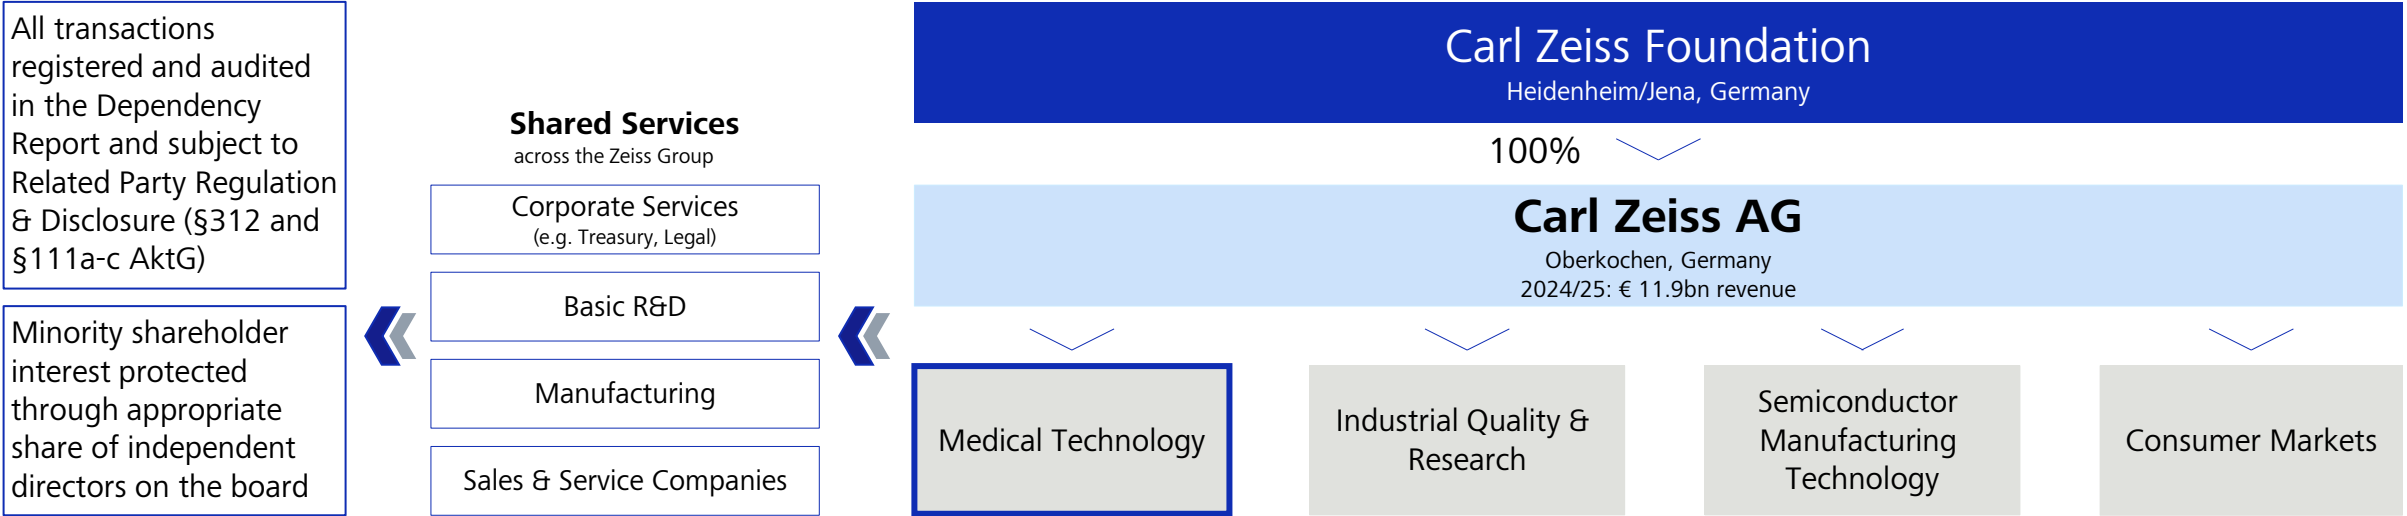 All transactions
registered and audited
in the Dependency
Report and subject to
Related Party Regulation
& Disclosure (§312 and
§111a-c AktG)
Minority shareholder
interest protected
through appropriate
share of independent
directors on the board
Shared Services
across the Zeiss Group
Corporate Services
(e.g. Treasury, Legal)
Basic R&D
Manufacturing
Sales & Service Companies
Carl Zeiss Foundation
Heidenheim/Jena, Germany
100%
Carl Zeiss AG
Oberkochen, Germany
2024/25: € 11.9bn revenue
Medical Technology
Industrial Quality &
Research
Semiconductor
Manufacturing
Technology
Consumer Markets